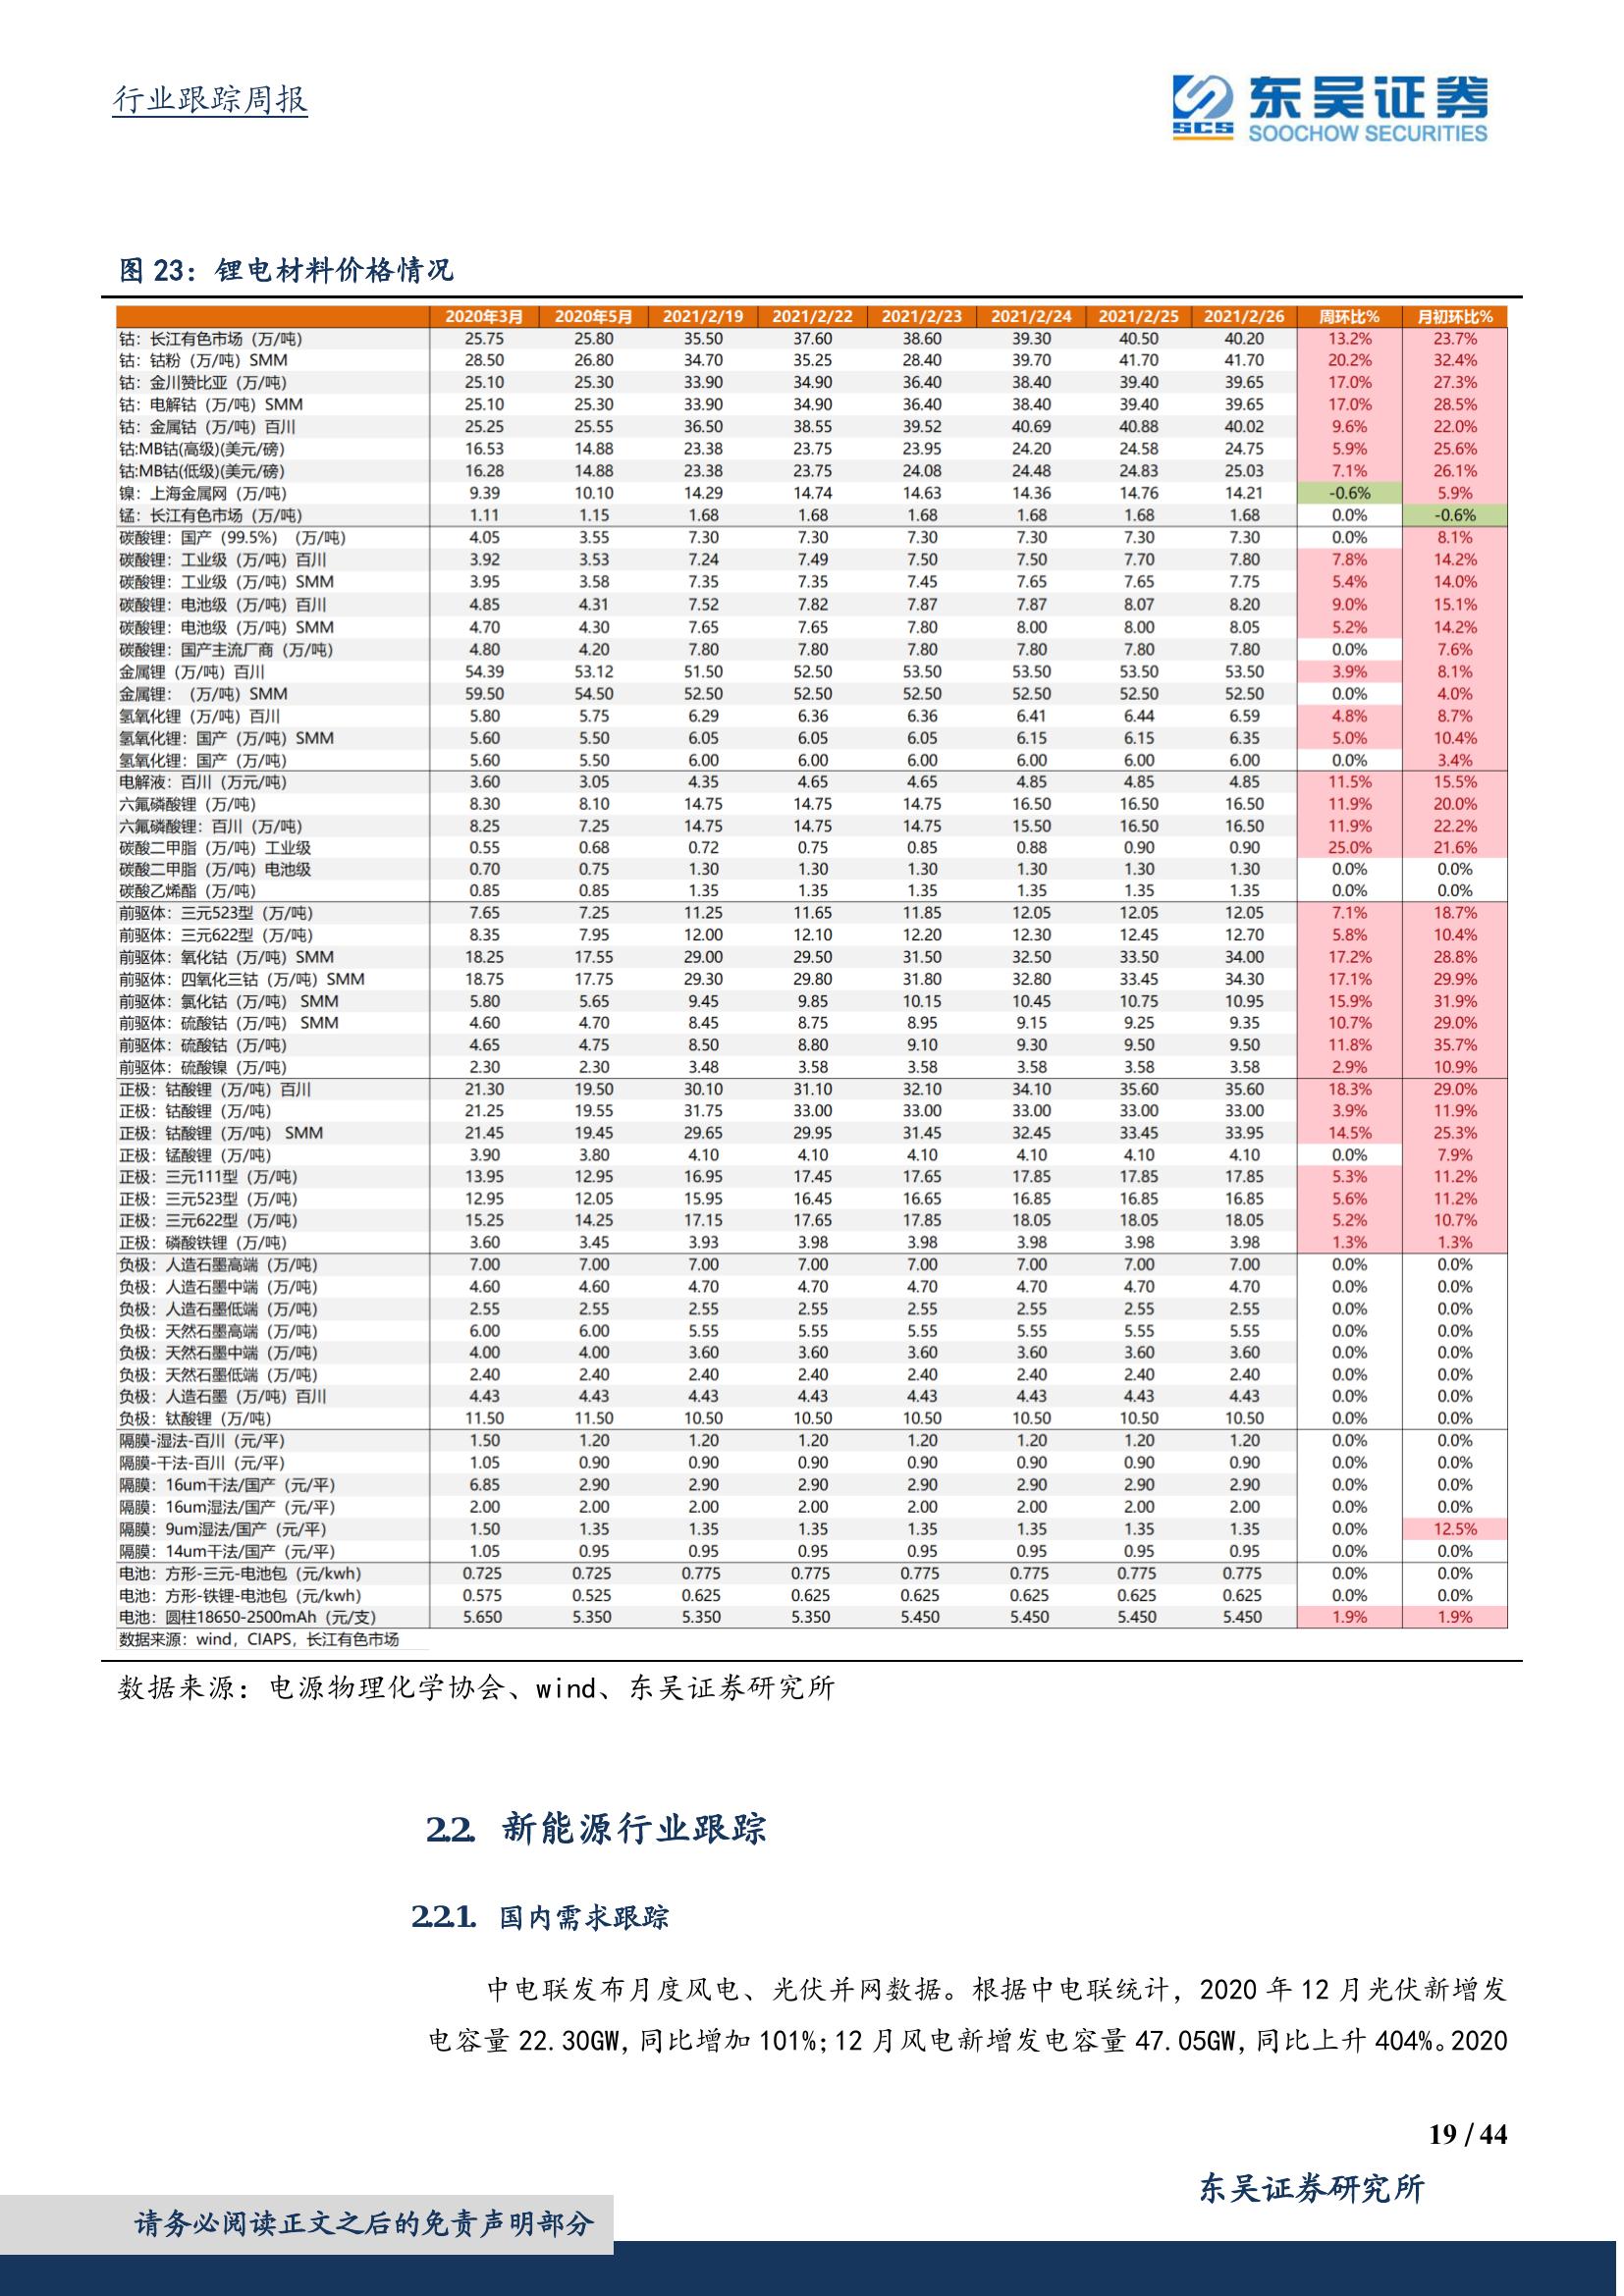 行业跟踪周报
SCS
东吴证券
SOOCHOW SECURITIES
图 23：锂电材料价格情况
2020年3月 2020年5月 2021/2/19 2021/2/22 2021/2/23 2021/2/24 2021/2/25 2021/2/26 周环比% 月初环比%
钴：长江有色市场（万/吨） 25.75 25.80 35.50 37.60 38.60 39.30 40.50 40.20 13.2% 23.7%
钴：钴粉（万/吨）SMM 28.50 26.80 34.70 35.25 28.40 39.70 41.70 41.70 20.2% 32.4%
钴：金川赞比亚（万/吨） 25.10 25.30 33.90 34.90 36.40 38.40 39.40 39.65 17.0% 27.3%
钴：电解钴（万/吨）SMM 25.10 25.30 33.90 34.90 36.40 38.40 39.40 39.65 17.0% 28.5%
钴：金属钴（万/吨）百川 25.25 25.55 36.50 38.55 39.52 40.69 40.88 40.02 9.6% 22.0%
钴:MB钴(高级)(美元/磅) 16.53 14.88 23.38 23.75 23.95 24.20 24.58 24.75 5.9% 25.6%
钴:MB钴(低级)(美元/磅) 16.28 14.88 23.38 23.75 24.08 24.48 24.83 25.03 7.1% 26.1%
镍：上海金属网（万/吨） 9.39 10.10 14.29 14.74 14.63 14.36 14.76 14.21 -0.6% 5.9%
锰：长江有色市场（万/吨） 1.11 1.15 1.68 1.68 1.68 1.68 1.68 1.68 0.0% -0.6%
碳酸锂：国产（99.5%）（万/吨） 4.05 3.55 7.30 7.30 7.30 7.30 7.30 7.30 0.0% 8.1%
碳酸锂：工业级（万/吨）百川 3.92 3.53 7.24 7.49 7.50 7.50 7.70 7.80 7.8% 14.2%
碳酸锂：工业级（万/吨）SMM 3.95 3.58 7.35 7.35 7.45 7.65 7.65 7.75 5.4% 14.0%
碳酸锂：电池级（万/吨）百川 4.85 4.31 7.52 7.82 7.87 7.87 8.07 8.20 9.0% 15.1%
碳酸锂：电池级（万/吨）SMM 4.70 4.30 7.65 7.65 7.80 8.00 8.00 8.05 5.2% 14.2%
碳酸锂：国产主流厂商（万/吨） 4.80 4.20 7.80 7.80 7.80 7.80 7.80 7.80 0.0% 7.6%
金属锂（万/吨）百川 54.39 53.12 51.50 52.50 53.50 53.50 53.50 53.50 3.9% 8.1%
金属锂：（万/吨）SMM 59.50 54.50 52.50 52.50 52.50 52.50 52.50 52.50 0.0% 4.0%
氢氧化锂（万/吨）百川 5.80 5.75 6.29 6.36 6.36 6.41 6.44 6.59 4.8% 8.7%
氢氧化锂：国产（万/吨）SMM 5.60 5.50 6.05 6.05 6.05 6.15 6.15 6.35 5.0% 10.4%
氢氧化锂：国产（万/吨） 5.60 5.50 6.00 6.00 6.00 6.00 6.00 6.00 0.0% 3.4%
电解液：百川（万元/吨） 3.60 3.05 4.35 4.65 4.65 4.85 4.85 4.85 11.5% 15.5%
六氟磷酸锂（万/吨） 8.30 8.10 14.75 14.75 14.75 16.50 16.50 16.50 11.9% 20.0%
六氟磷酸锂：百川（万/吨） 8.25 7.25 14.75 14.75 14.75 15.50 16.50 16.50 11.9% 22.2%
碳酸二甲脂（万/吨）工业级 0.55 0.68 0.72 0.75 0.85 0.88 0.90 0.90 25.0% 21.6%
碳酸二甲脂（万/吨）电池级 0.70 0.75 1.30 1.30 1.30 1.30 1.30 1.30 0.0% 0.0%
碳酸乙烯酯（万/吨） 0.85 0.85 1.35 1.35 1.35 1.35 1.35 1.35 0.0% 0.0%
前驱体：三元523型（万/吨） 7.65 7.25 11.25 11.65 11.85 12.05 12.05 12.05 7.1% 18.7%
前驱体：三元622型（万/吨） 8.35 7.95 12.00 12.10 12.20 12.30 12.45 12.70 5.8% 10.4%
前驱体：氧化钴（万/吨）SMM 18.25 17.55 29.00 29.50 31.50 32.50 33.50 34.00 17.2% 28.8%
前驱体：四氧化三钴（万/吨）SMM 18.75 17.75 29.30 29.80 31.80 32.80 33.45 34.30 17.1% 29.9%
前驱体：氯化钴（万/吨） SMM 5.80 5.65 9.45 9.85 10.15 10.45 10.75 10.95 15.9% 31.9%
前驱体：硫酸钴（万/吨） SMM 4.60 4.70 8.45 8.75 8.95 9.15 9.25 9.35 10.7% 29.0%
前驱体：硫酸钴（万/吨） 4.65 4.75 8.50 8.80 9.10 9.30 9.50 9.50 11.8% 35.7%
前驱体：硫酸镍（万/吨） 2.30 2.30 3.48 3.58 3.58 3.58 3.58 3.58 2.9% 10.9%
正极：钴酸锂（万/吨）百川 21.30 19.50 30.10 31.10 32.10 34.10 35.60 35.60 18.3% 29.0%
正极：钴酸锂（万/吨） 21.25 19.55 31.75 33.00 33.00 33.00 33.00 33.00 3.9% 11.9%
正极：钴酸锂（万/吨） SMM 21.45 19.45 29.65 29.95 31.45 32.45 33.45 33.95 14.5% 25.3%
正极：锰酸锂（万/吨） 3.90 3.80 4.10 4.10 4.10 4.10 4.10 4.10 0.0% 7.9%
正极：三元111型（万/吨） 13.95 12.95 16.95 17.45 17.65 17.85 17.85 17.85 5.3% 11.2%
正极：三元523型（万/吨） 12.95 12.05 15.95 16.45 16.65 16.85 16.85 16.85 5.6% 11.2%
正极：三元622型（万/吨） 15.25 14.25 17.15 17.65 17.85 18.05 18.05 18.05 5.2% 10.7%
正极：磷酸铁锂（万/吨） 3.60 3.45 3.93 3.98 3.98 3.98 3.98 3.98 1.3% 1.3%
负极：人造石墨高端（万/吨） 7.00 7.00 7.00 7.00 7.00 7.00 7.00 7.00 0.0% 0.0%
负极：人造石墨中端（万/吨） 4.60 4.60 4.70 4.70 4.70 4.70 4.70 4.70 0.0% 0.0%
负极：人造石墨低端（万/吨） 2.55 2.55 2.55 2.55 2.55 2.55 2.55 2.55 0.0% 0.0%
负极：天然石墨高端（万/吨） 6.00 6.00 5.55 5.55 5.55 5.55 5.55 5.55 0.0% 0.0%
负极：天然石墨中端（万/吨） 4.00 4.00 3.60 3.60 3.60 3.60 3.60 3.60 0.0% 0.0%
负极：天然石墨低端（万/吨） 2.40 2.40 2.40 2.40 2.40 2.40 2.40 2.40 0.0% 0.0%
负极：人造石墨（万/吨）百川 4.43 4.43 4.43 4.43 4.43 4.43 4.43 4.43 0.0% 0.0%
负极：钛酸锂（万/吨） 11.50 11.50 10.50 10.50 10.50 10.50 10.50 10.50 0.0% 0.0%
隔膜-湿法-百川（元/平） 1.50 1.20 1.20 1.20 1.20 1.20 1.20 1.20 0.0% 0.0%
隔膜-干法-百川（元/平） 1.05 0.90 0.90 0.90 0.90 0.90 0.90 0.90 0.0% 0.0%
隔膜：16um干法/国产（元/平） 6.85 2.90 2.90 2.90 2.90 2.90 2.90 2.90 0.0% 0.0%
隔膜：16um湿法/国产（元/平） 2.00 2.00 2.00 2.00 2.00 2.00 2.00 2.00 0.0% 0.0%
隔膜：9um湿法/国产（元/平） 1.50 1.35 1.35 1.35 1.35 1.35 1.35 1.35 0.0% 12.5%
隔膜：14um干法/国产（元/平） 1.05 0.95 0.95 0.95 0.95 0.95 0.95 0.95 0.0% 0.0%
电池：方形-三元-电池包（元/kwh） 0.725 0.725 0.775 0.775 0.775 0.775 0.775 0.775 0.0% 0.0%
电池：方形-铁锂-电池包（元/kwh） 0.575 0.525 0.625 0.625 0.625 0.625 0.625 0.625 0.0% 0.0%
电池：圆柱18650-2500mAh（元/支） 5.650 5.350 5.350 5.350 5.450 5.450 5.450 5.450 1.9% 1.9%
数据来源：wind，CIAPS，长江有色市场
数据来源：电源物理化学协会、wind、东吴证券研究所
2.2. 新能源行业跟踪
2.2.1. 国内需求跟踪
中电联发布月度风电、光伏并网数据。根据中电联统计，2020 年 12 月光伏新增发
电容量 22.30GW，同比增加 101%；12 月风电新增发电容量 47.05GW，同比上升 404%。2020
19 / 44
东吴证券研究所
请务必阅读正文之后的免责声明部分